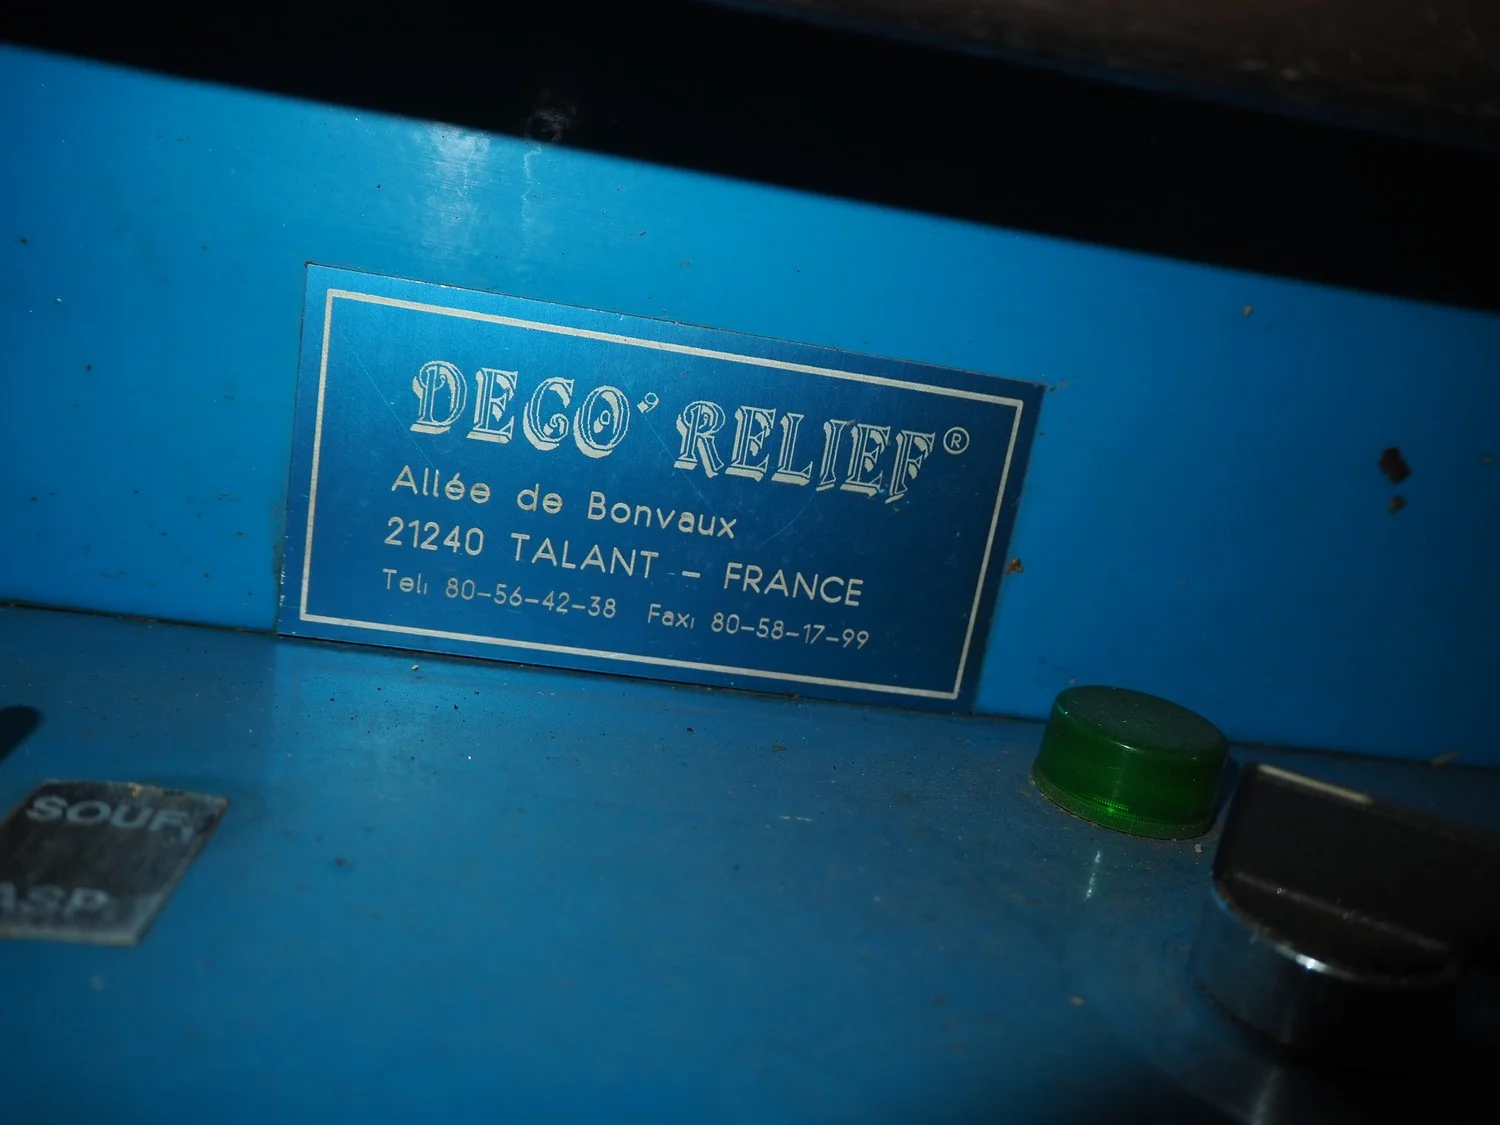 DECO' RELIEF®
Allée de Bonvaux
21240 TALANT - FRANCE
Tel: 80-56-42-38 Fax: 80-58-17-99
SOUF.
ASP